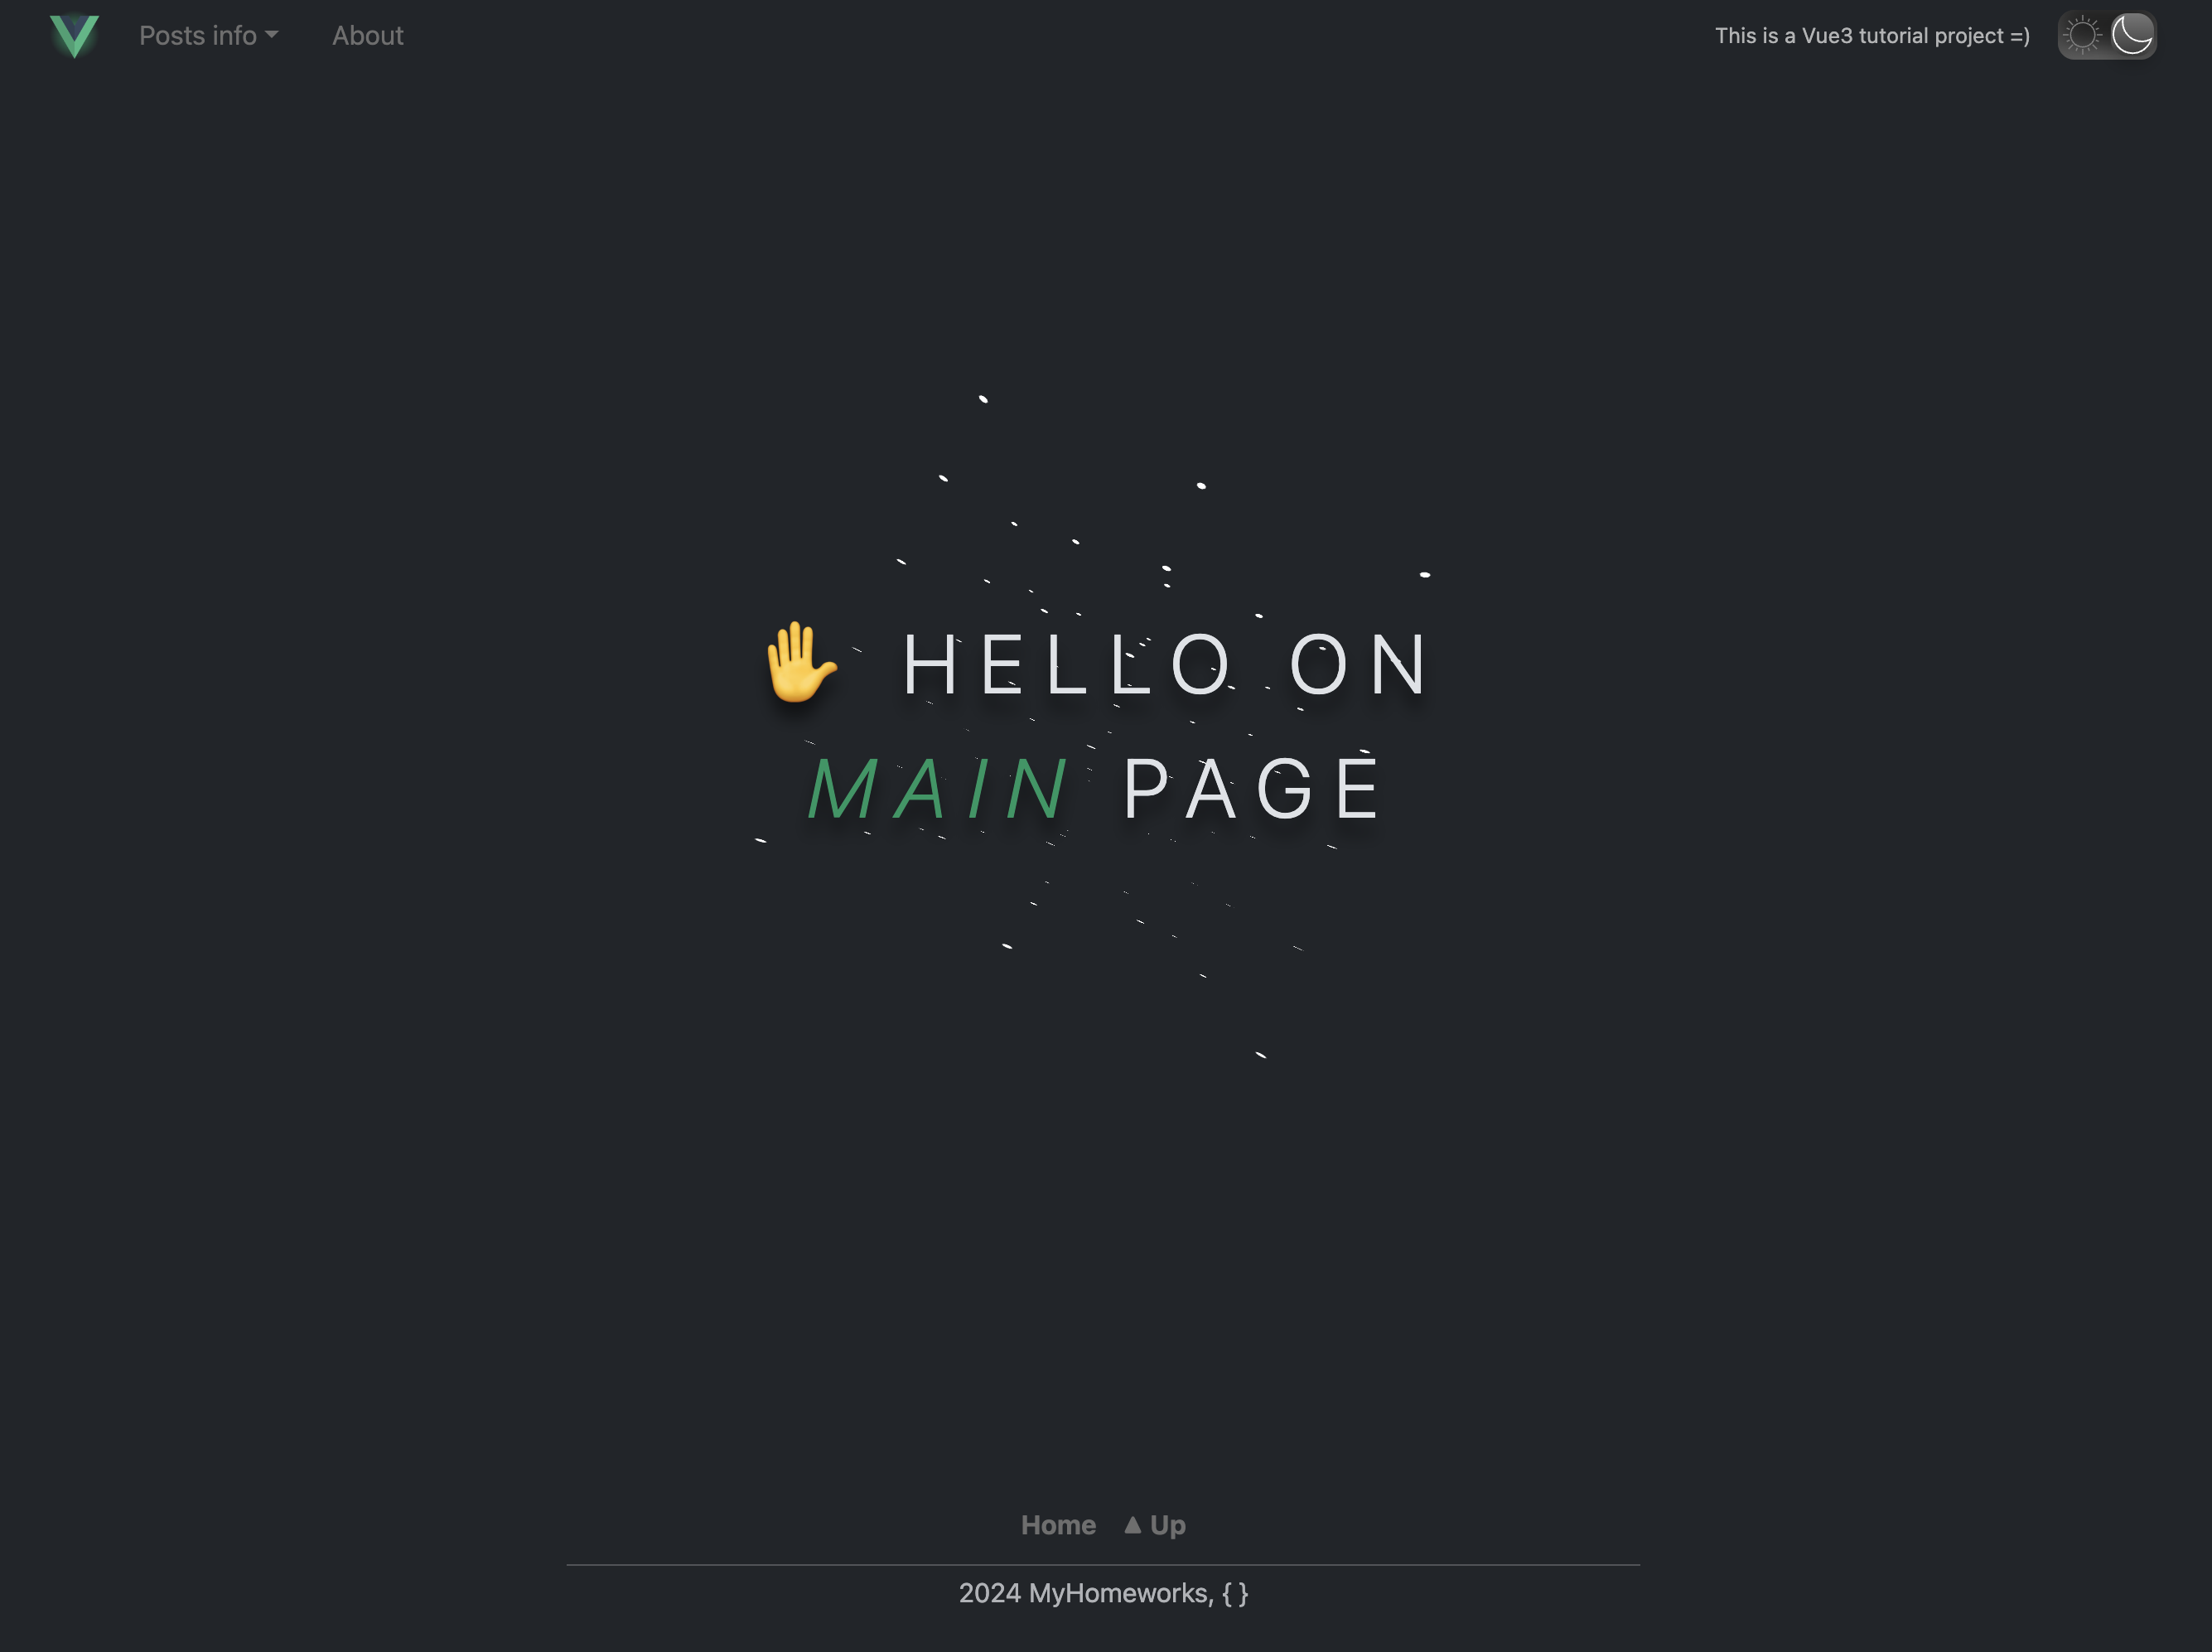 Posts info
About
This is a Vue3 tutorial project =)
🖐 HELLO ON
MAIN PAGE
Home ▲ Up
2024 MyHomeworks, { }